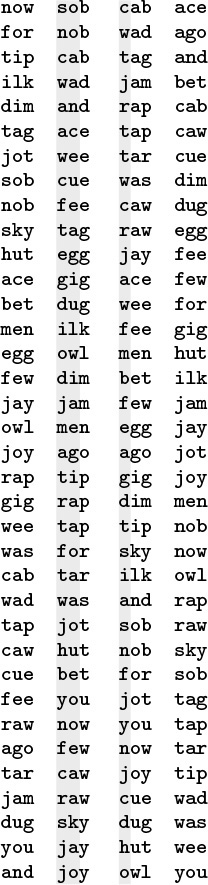 now sob cab ace
for nob wad ago
tip cab tag and
ilk wad jam bet
dim and rap cab
tag ace tap caw
jot wee tar cue
sob cue was dim
nob fee caw dug
sky tag raw egg
hut egg jay fee
ace gig ace few
bet dug wee for
men ilk fee gig
egg owl men hut
few dim bet ilk
jay jam few jam
owl men egg jay
joy ago ago jot
rap tip gig joy
gig rap dim men
wee tap tip nob
was for sky now
cab tar ilk owl
wad was and rap
tap jot sob raw
caw hut nob sky
cue bet for sob
fee you jot tag
raw now you tap
ago few now tar
tar caw joy tip
jam raw cue wad
dug sky dug was
you jay hut wee
and joy owl you